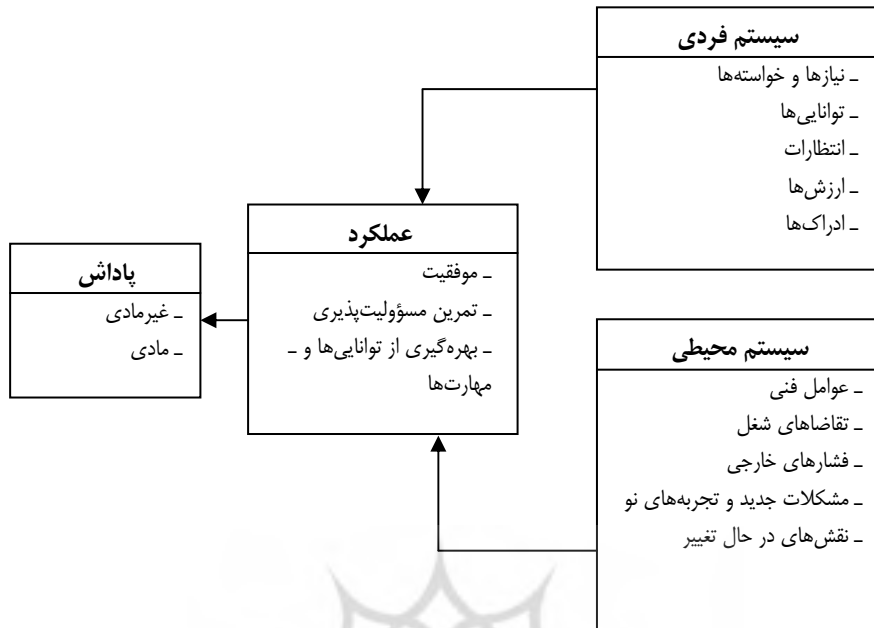 سیستم فردی
ـ نیازها و خواسته‌ها
ـ توانایی‌ها
ـ انتظارات
ـ ارزش‌ها
ـ ادراک‌ها
عملکرد
ـ موفقیت
ـ تمرین مسؤولیت‌پذیری
ـ بهره‌گیری از توانایی‌ها و ـ
مهارت‌ها
پاداش
ـ غیرمادی
ـ مادی
سیستم محیطی
ـ عوامل فنی
ـ تقاضاهای شغل
ـ فشارهای خارجی
ـ مشکلات جدید و تجربه‌های نو
ـ نقش‌های در حال تغییر